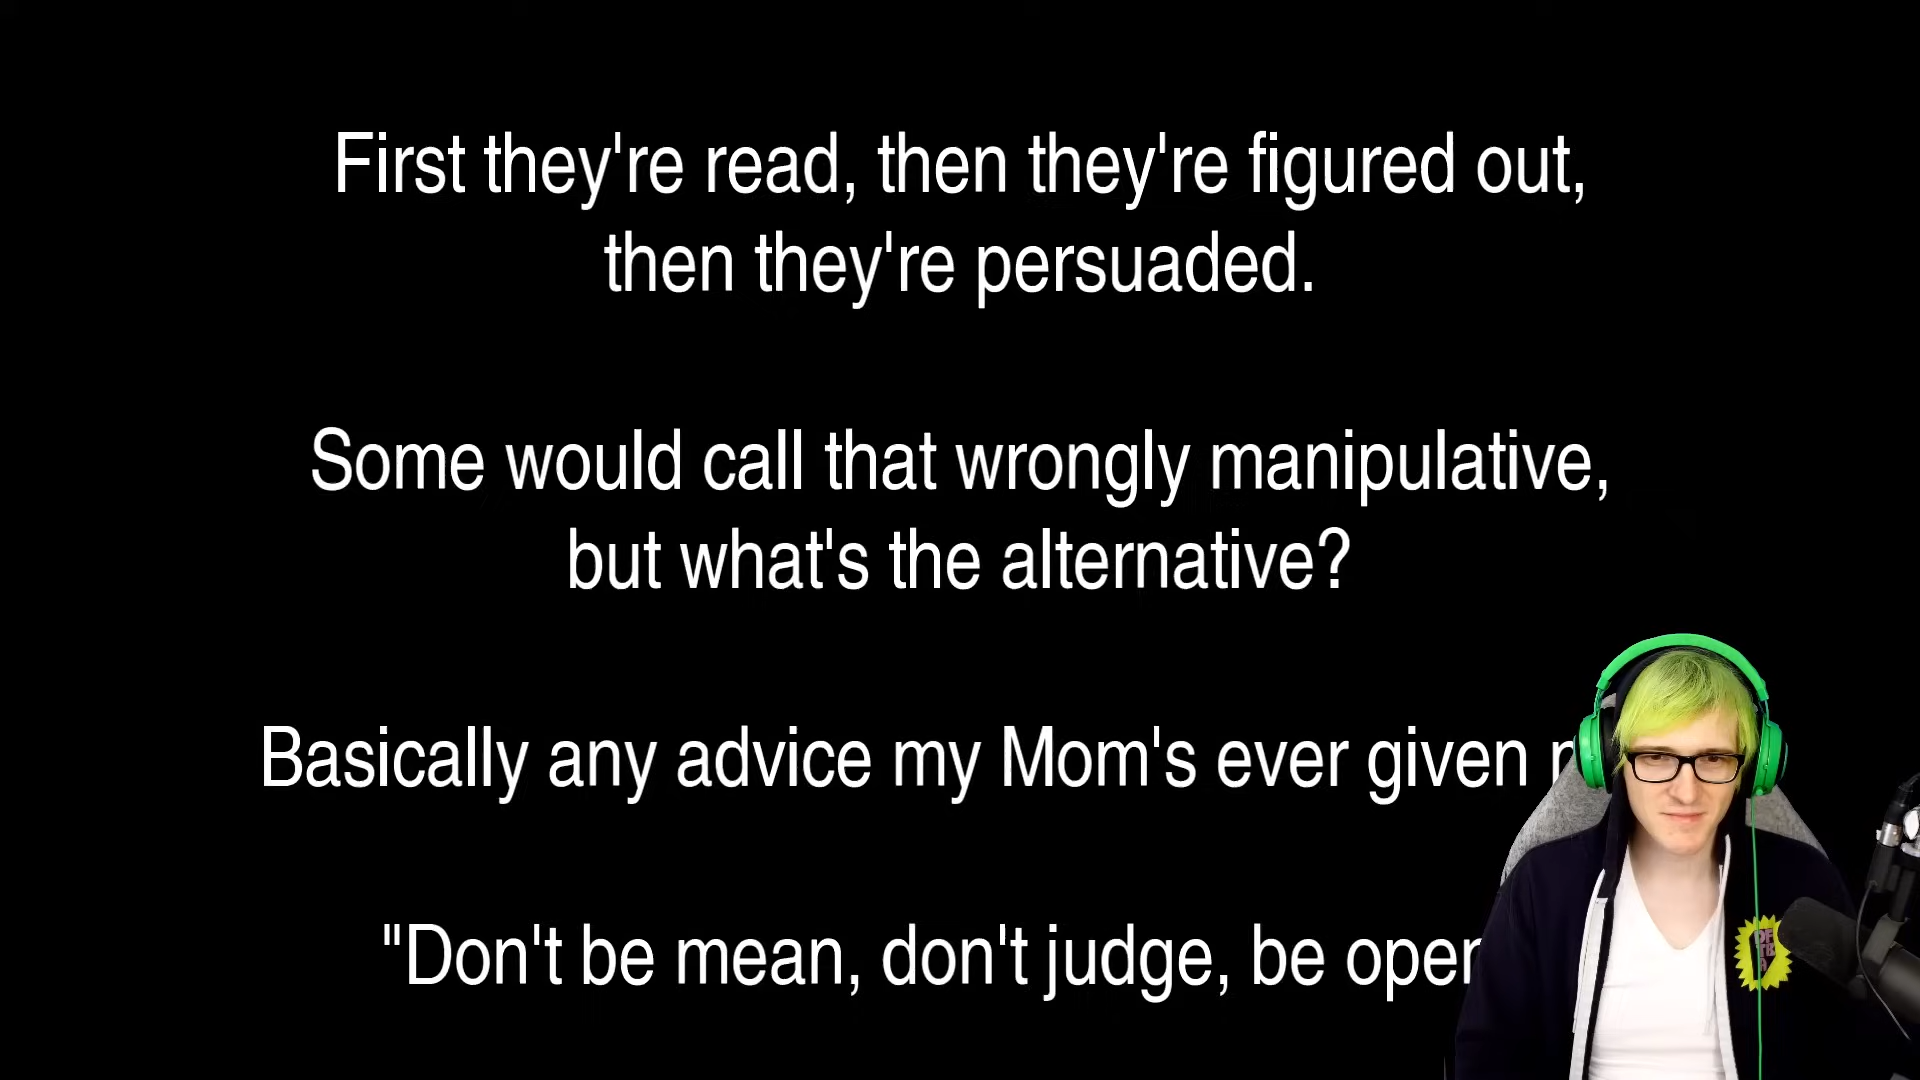 First they're read, then they're figured out,
then they're persuaded.
Some would call that wrongly manipulative,
but what's the alternative?
Basically any advice my Mom's ever given
"Don't be mean, don't judge, be open